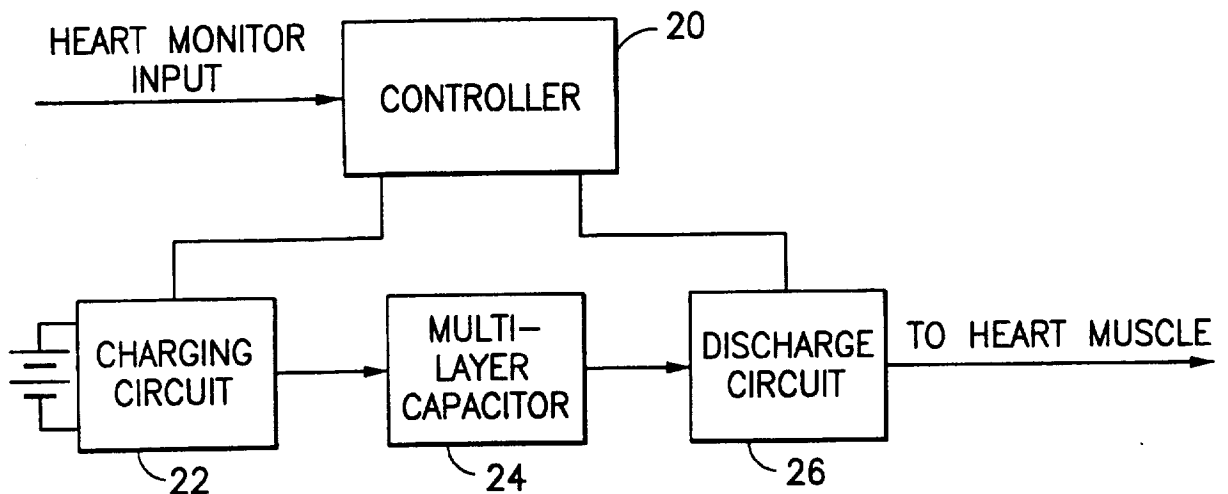 HEART MONITOR
INPUT
20
CONTROLLER
CHARGING
CIRCUIT
22
MULTI-
LAYER
CAPACITOR
24
DISCHARGE
CIRCUIT
26
TO HEART MUSCLE